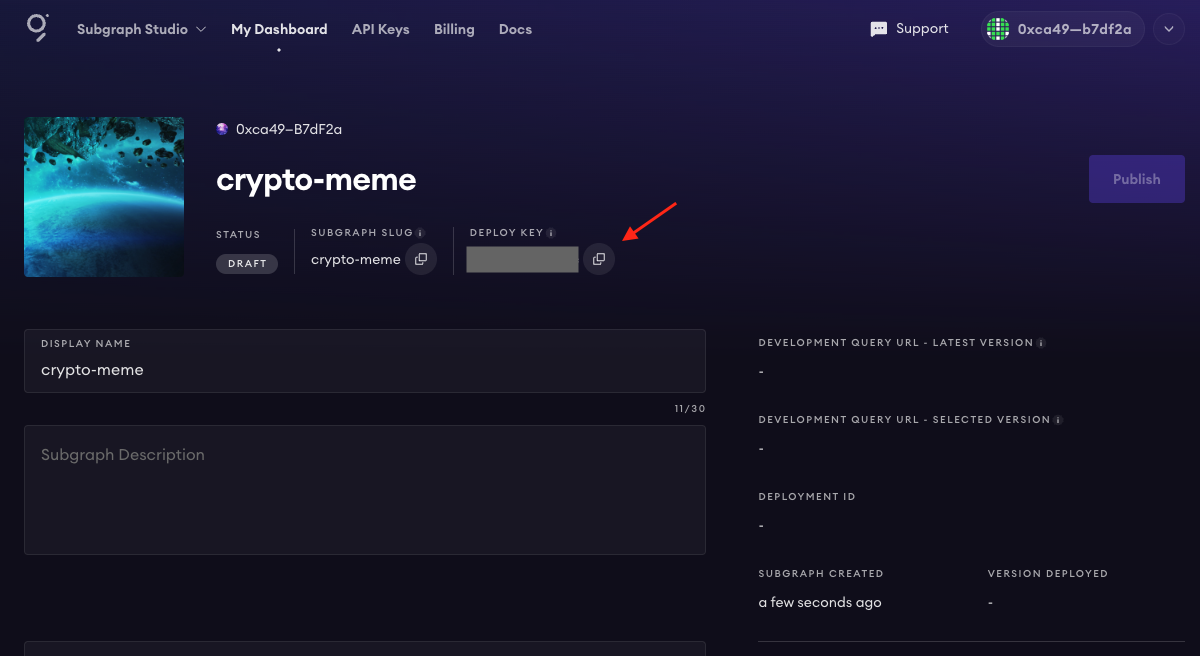 Subgraph Studio
My Dashboard
API Keys
Billing
Docs
Support
0xca49—b7df2a
0xca49—B7dF2a
crypto-meme
Publish
STATUS
DRAFT
SUBGRAPH SLUG
crypto-meme
DEPLOY KEY
DISPLAY NAME
crypto-meme
11/30
Subgraph Description
DEVELOPMENT QUERY URL - LATEST VERSION
-
DEVELOPMENT QUERY URL - SELECTED VERSION
-
DEPLOYMENT ID
-
SUBGRAPH CREATED
a few seconds ago
VERSION DEPLOYED
-